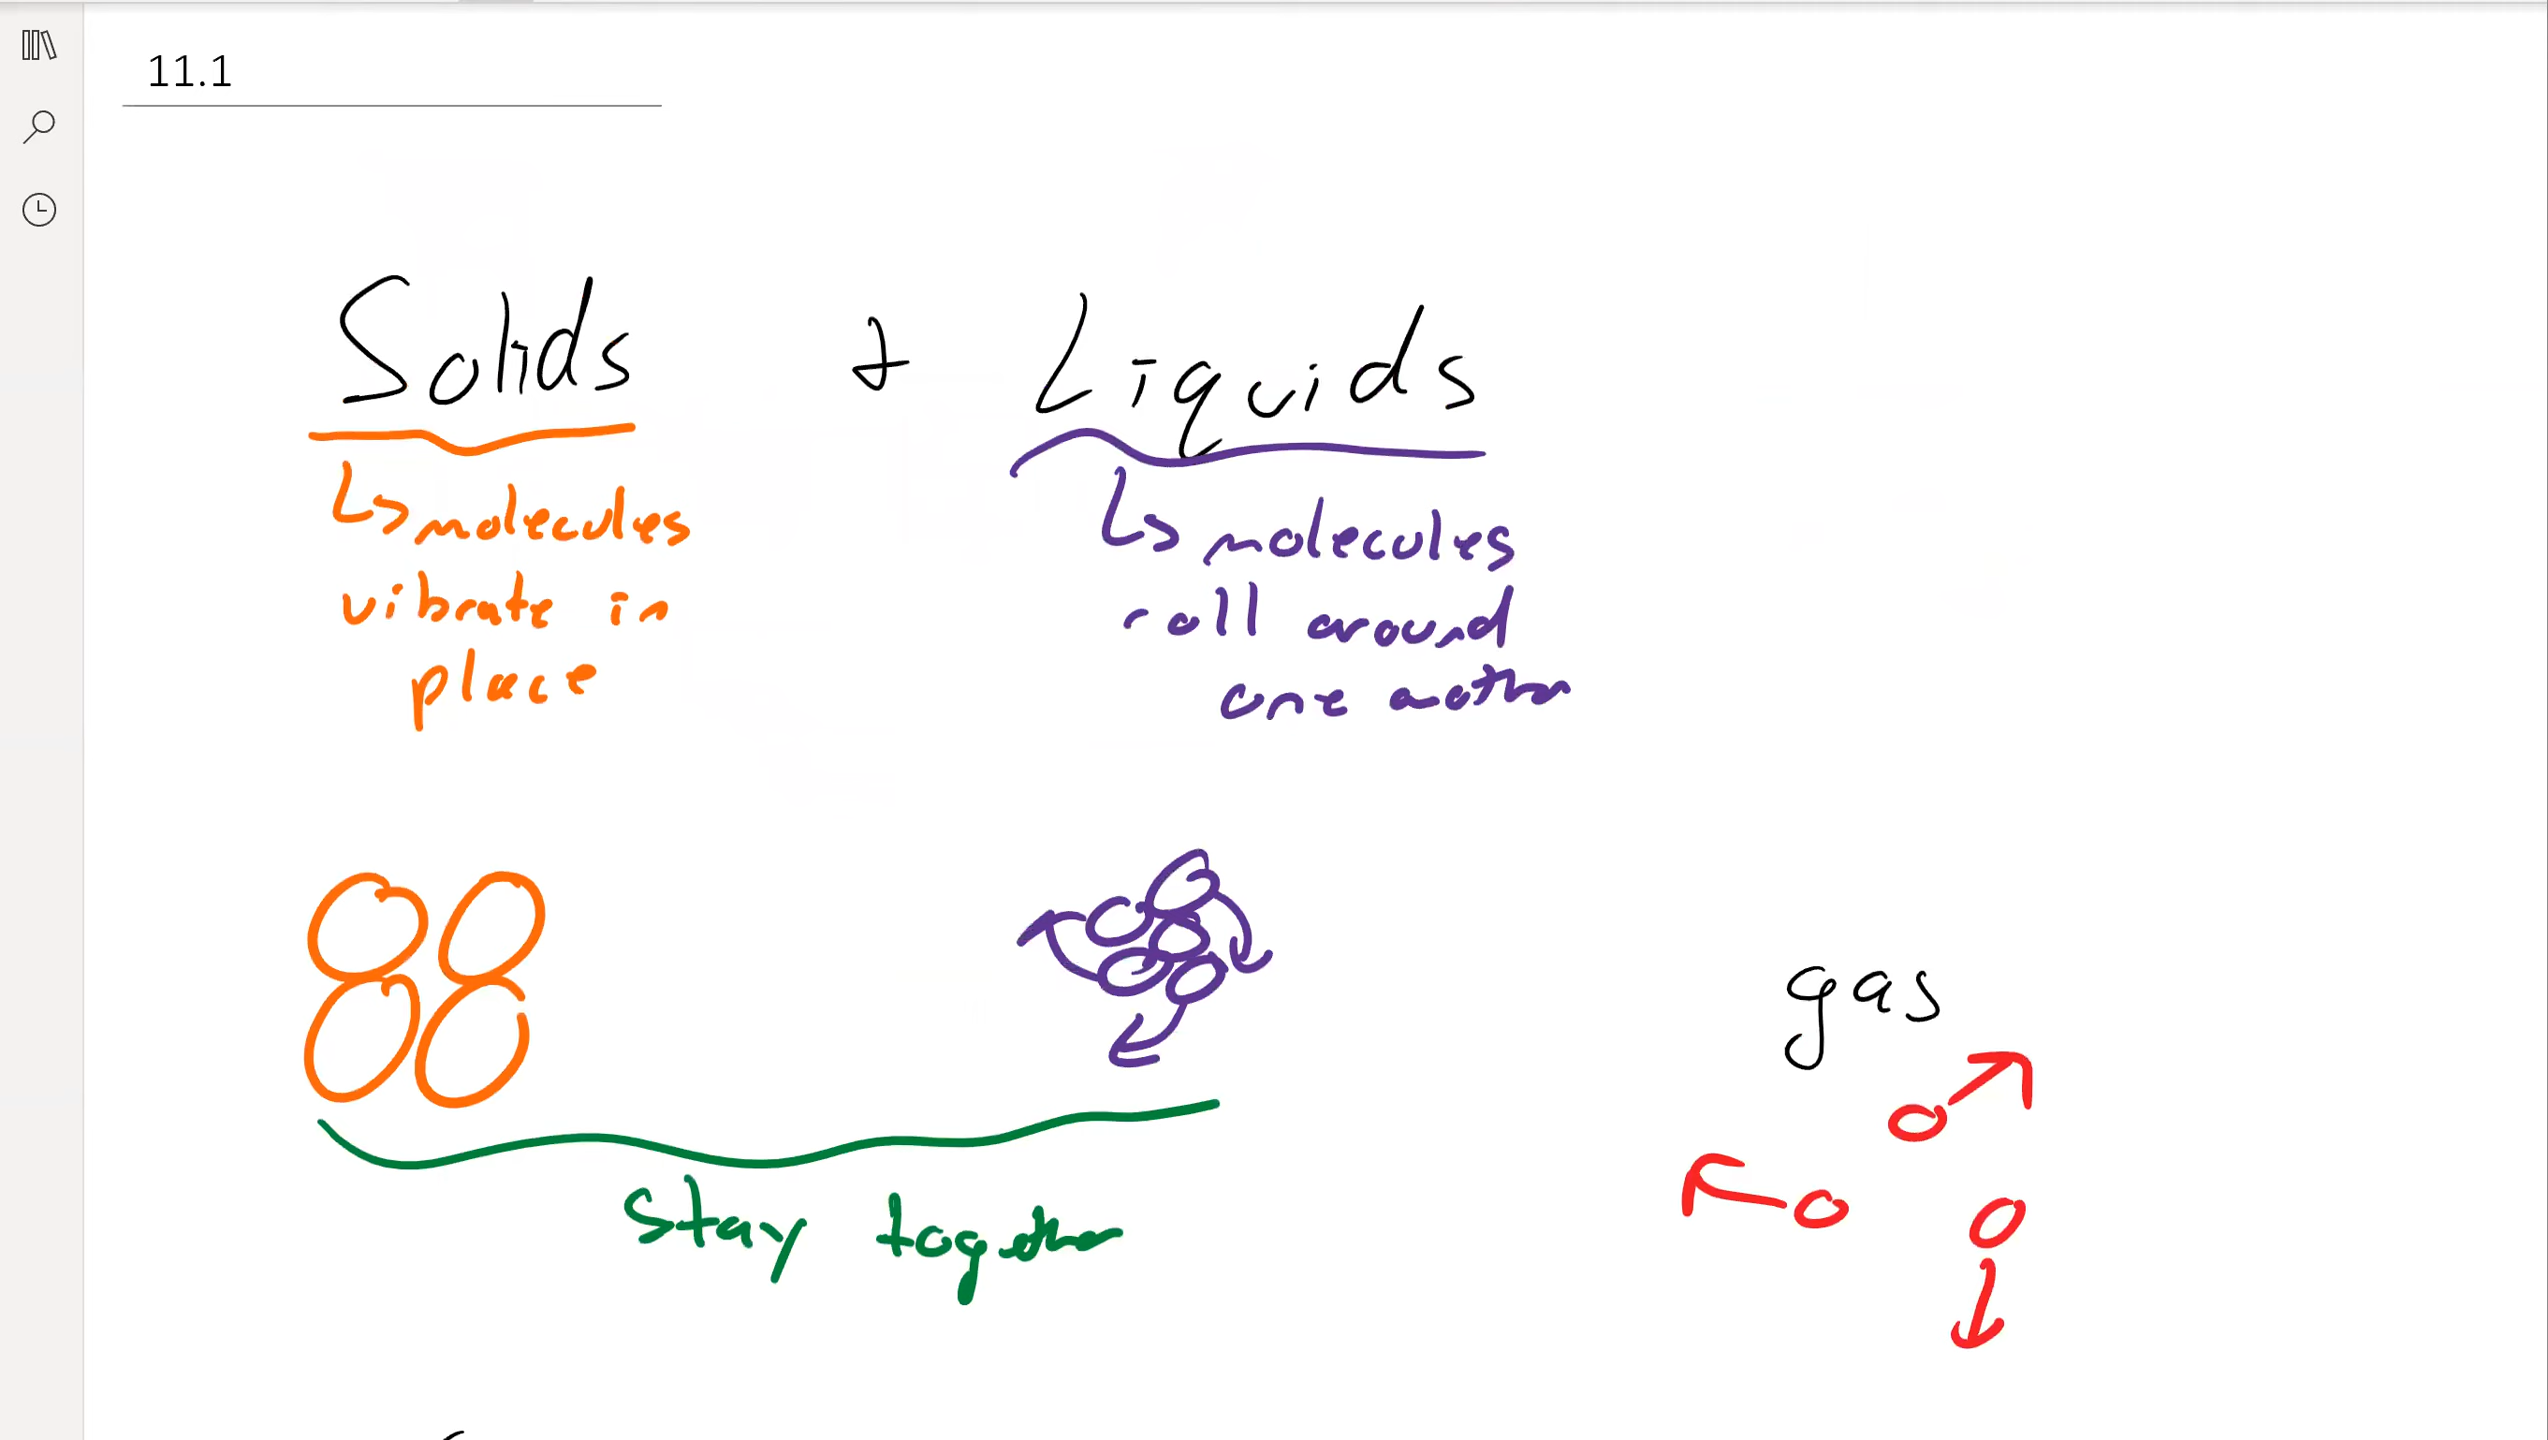 11.1
Solids + Liquids
↳ molecules
vibrate in
place
↳ molecules
roll around
one another
gas
stay together